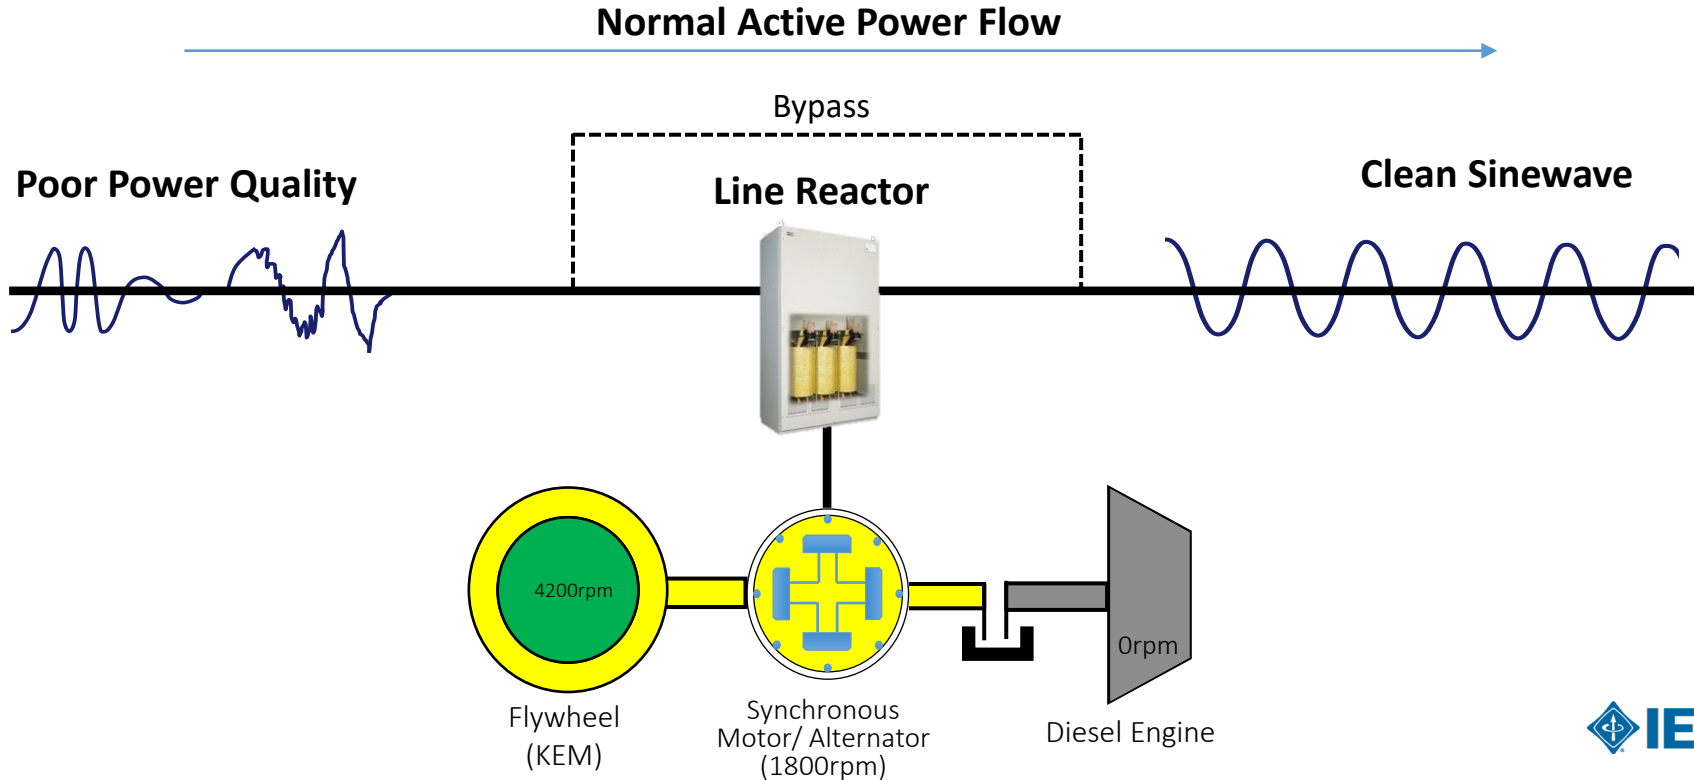 Normal Active Power Flow
Bypass
Poor Power Quality
Line Reactor
Clean Sinewave
4200rpm
0rpm
Flywheel
(KEM)
Synchronous
Motor/ Alternator
(1800rpm)
Diesel Engine
IE